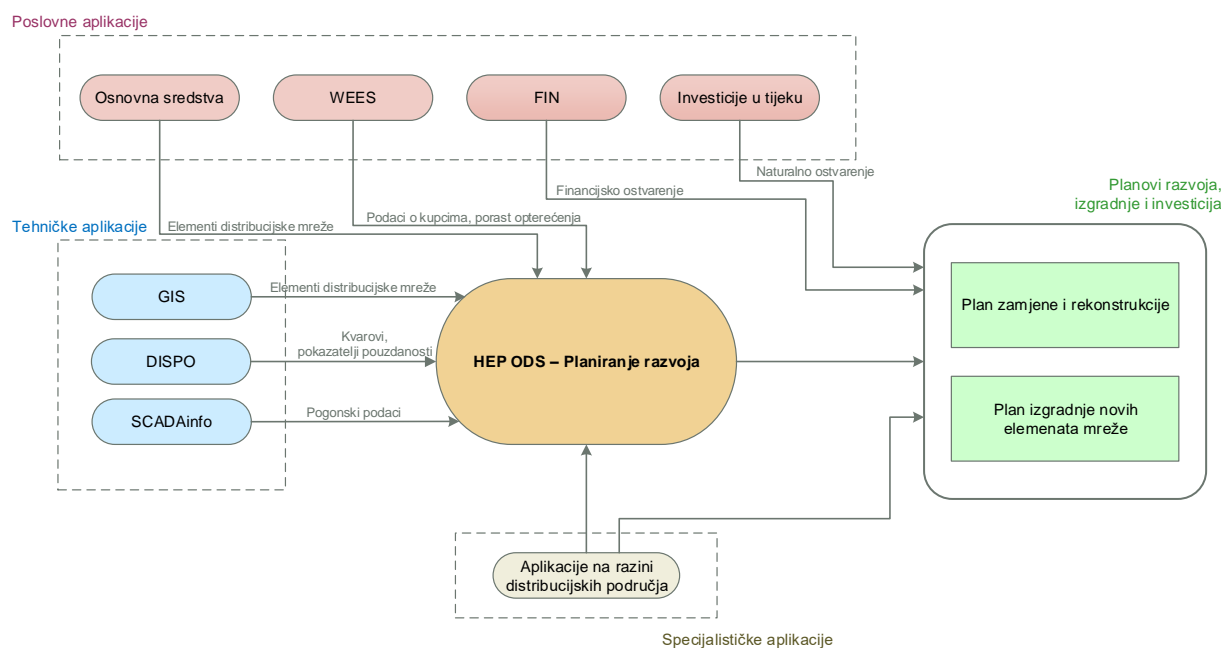 Poslovne aplikacije
Osnovna sredstva
WEES
FIN
Investicije u tijeku
Naturalno ostvarenje
Financijsko ostvarenje
Planovi razvoja,
izgradnje i investicija
Podaci o kupcima, porast opterećenja
Tehničke aplikacije
Elementi distribucijske mreže
GIS
Elementi distribucijske mreže
Plan zamjene i rekonstrukcije
Kvarovi,
pokazatelji pouzdanosti
DISPO
HEP ODS – Planiranje razvoja
SCADAinfo
Pogonski podaci
Plan izgradnje novih
elemenata mreže
Aplikacije na razini
distribucijskih područja
Specijalističke aplikacije